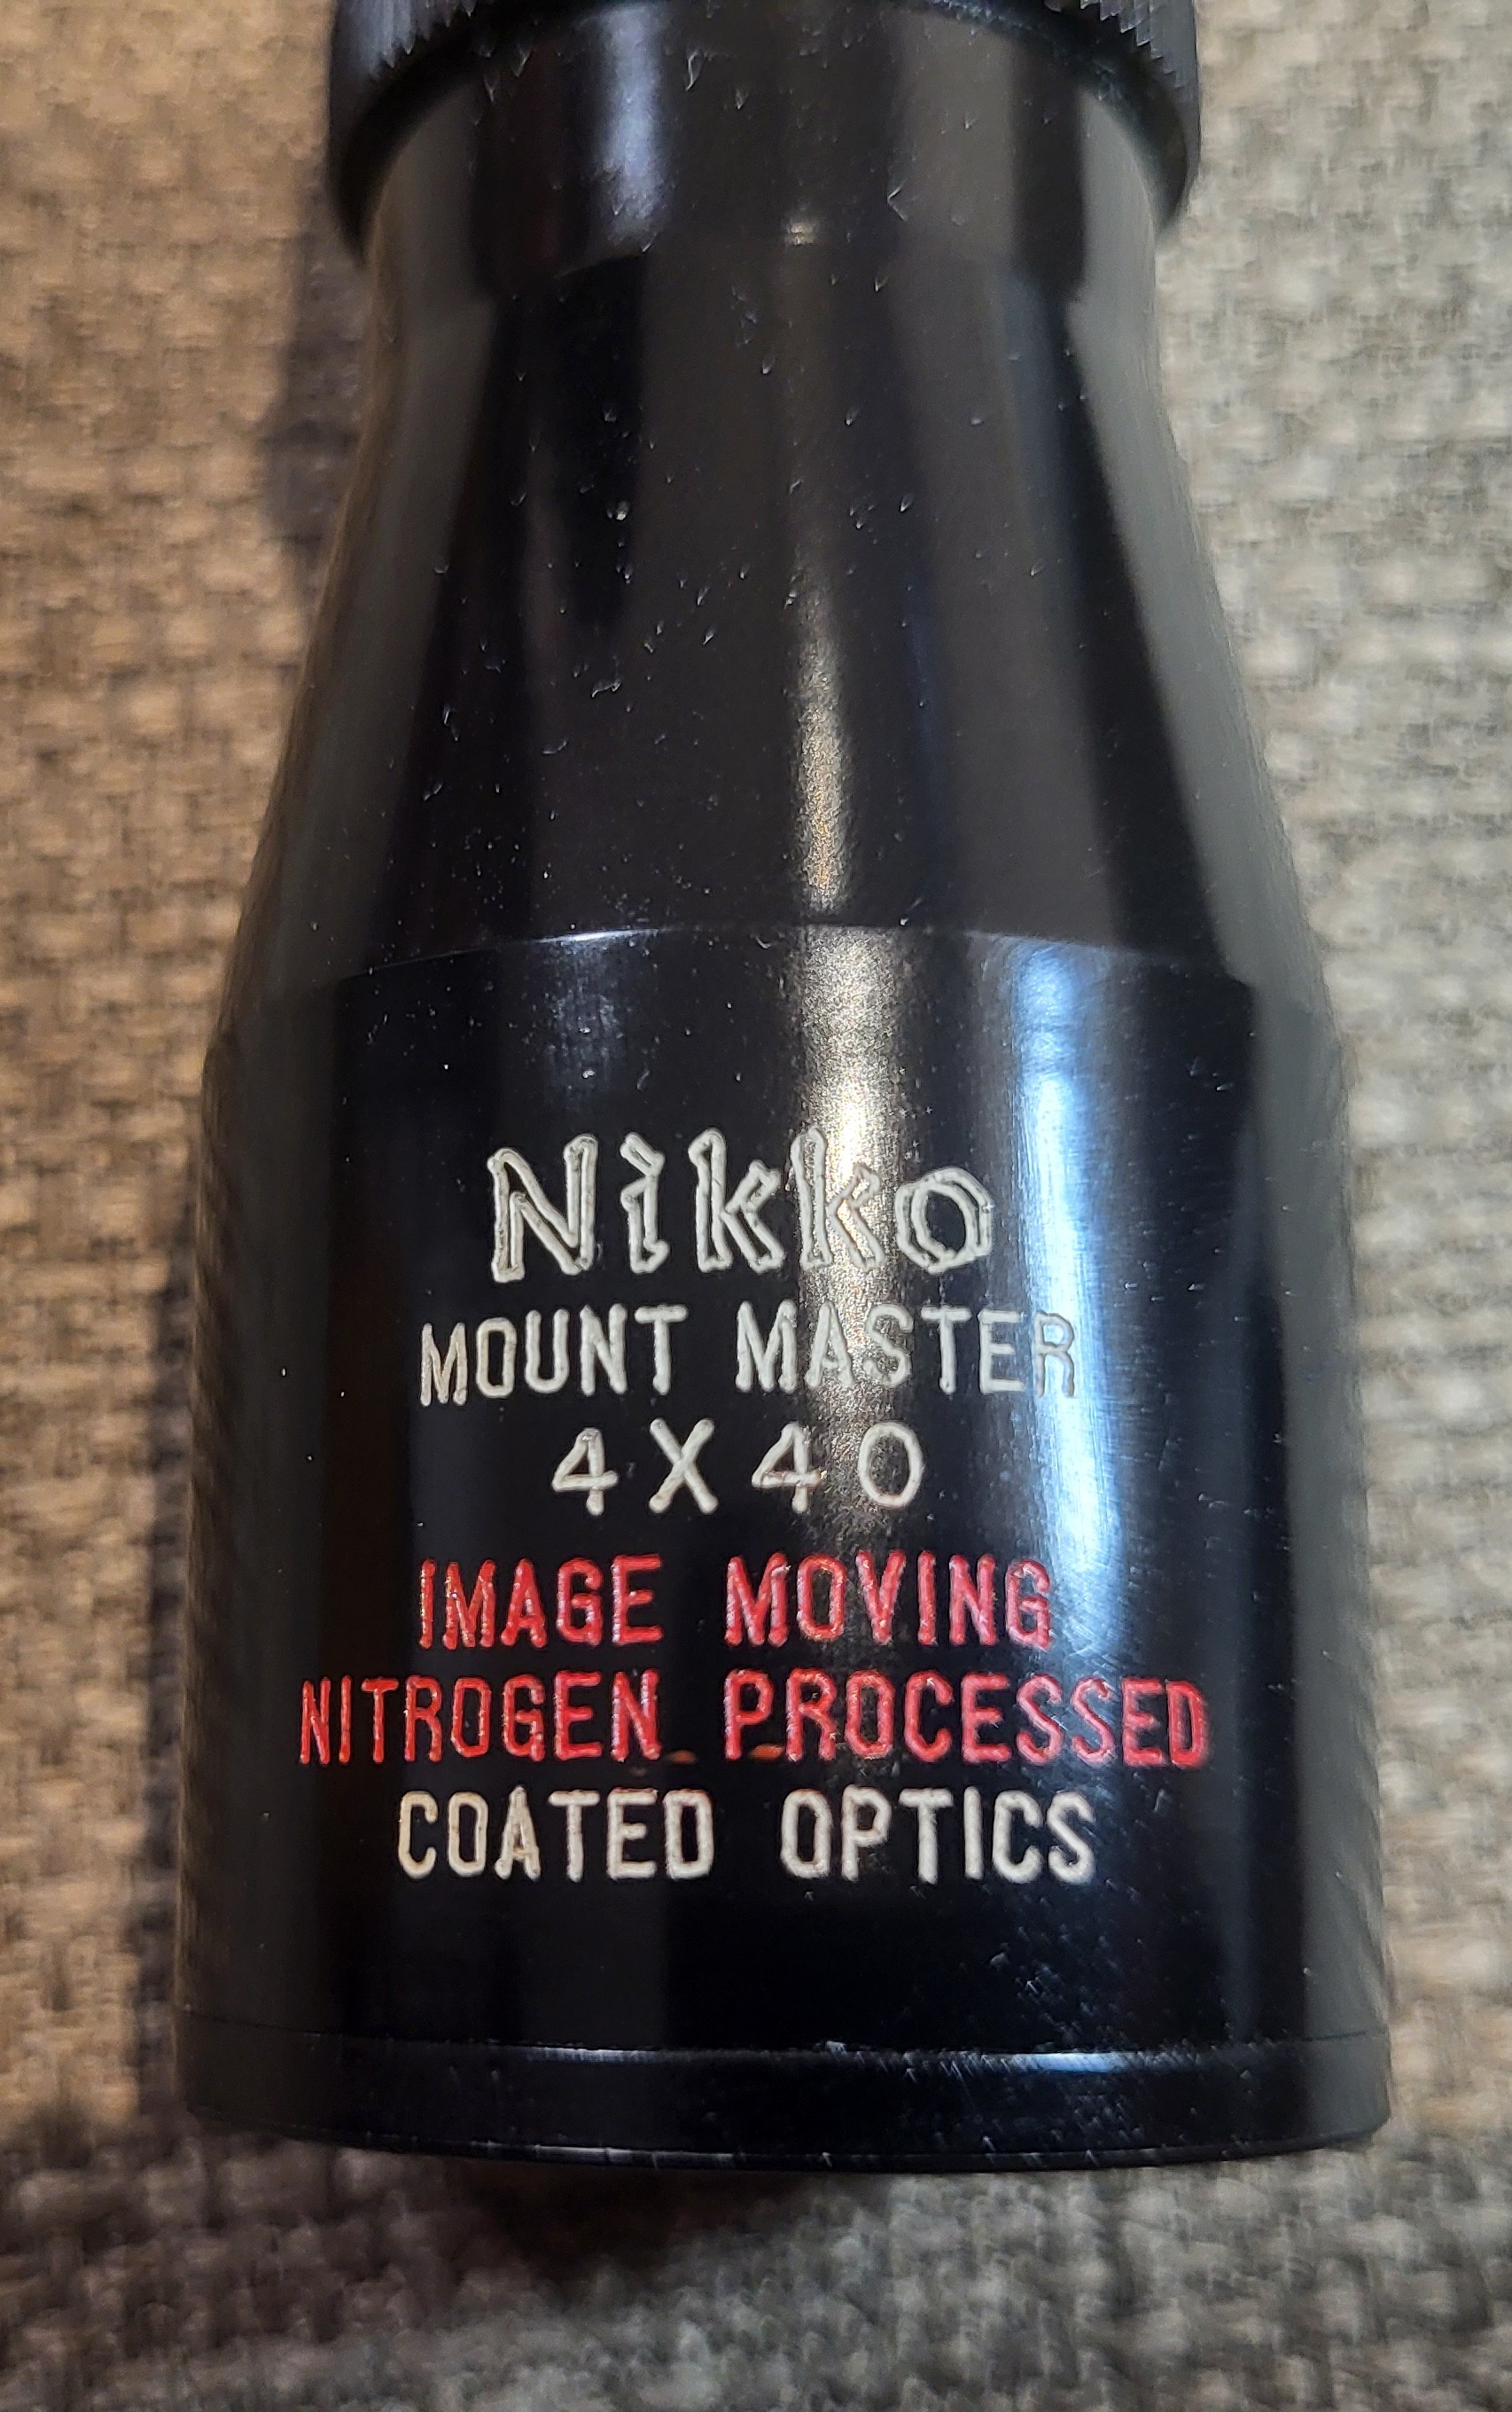 Nikko
MOUNT MASTER
4X40
IMAGE MOVING
NITROGEN PROCESSED
COATED OPTICS